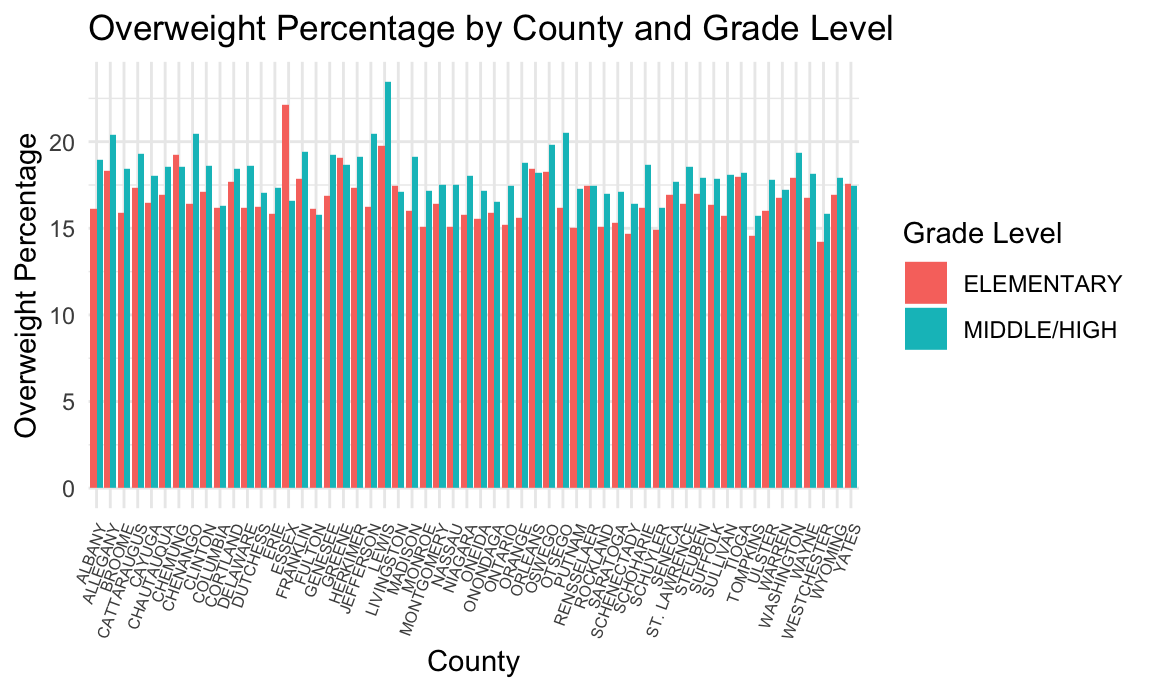 Overweight Percentage by County and Grade Level
Overweight Percentage
20
15
10
5
0
ALBANY
ALLEGANY
BROOME
CATTARAUGUS
CAYUGA
CHAUTAUQUA
CHEMUNG
CHENANGO
CLINTON
COLUMBIA
CORTLAND
DELAWARE
DUTCHESS
ERIE
ESSEX
FRANKLIN
FULTON
GENESEE
GREENE
HERKIMER
JEFFERSON
LEWIS
LIVINGSTON
MADISON
MONROE
MONTGOMERY
NASSAU
NIAGARA
ONEIDA
ONONDAGA
ONTARIO
ORANGE
ORLEANS
OSWEGO
OTSEGO
PUTNAM
RENSSELAER
ROCKLAND
SARATOGA
SCHENECTADY
SCHOHARIE
SCHUYLER
SENECA
ST. LAWRENCE
STEUBEN
SUFFOLK
SULLIVAN
TIOGA
TOMPKINS
ULSTER
WARREN
WASHINGTON
WAYNE
WESTCHESTER
WYOMING
YATES
County
Grade Level
ELEMENTARY
MIDDLE/HIGH